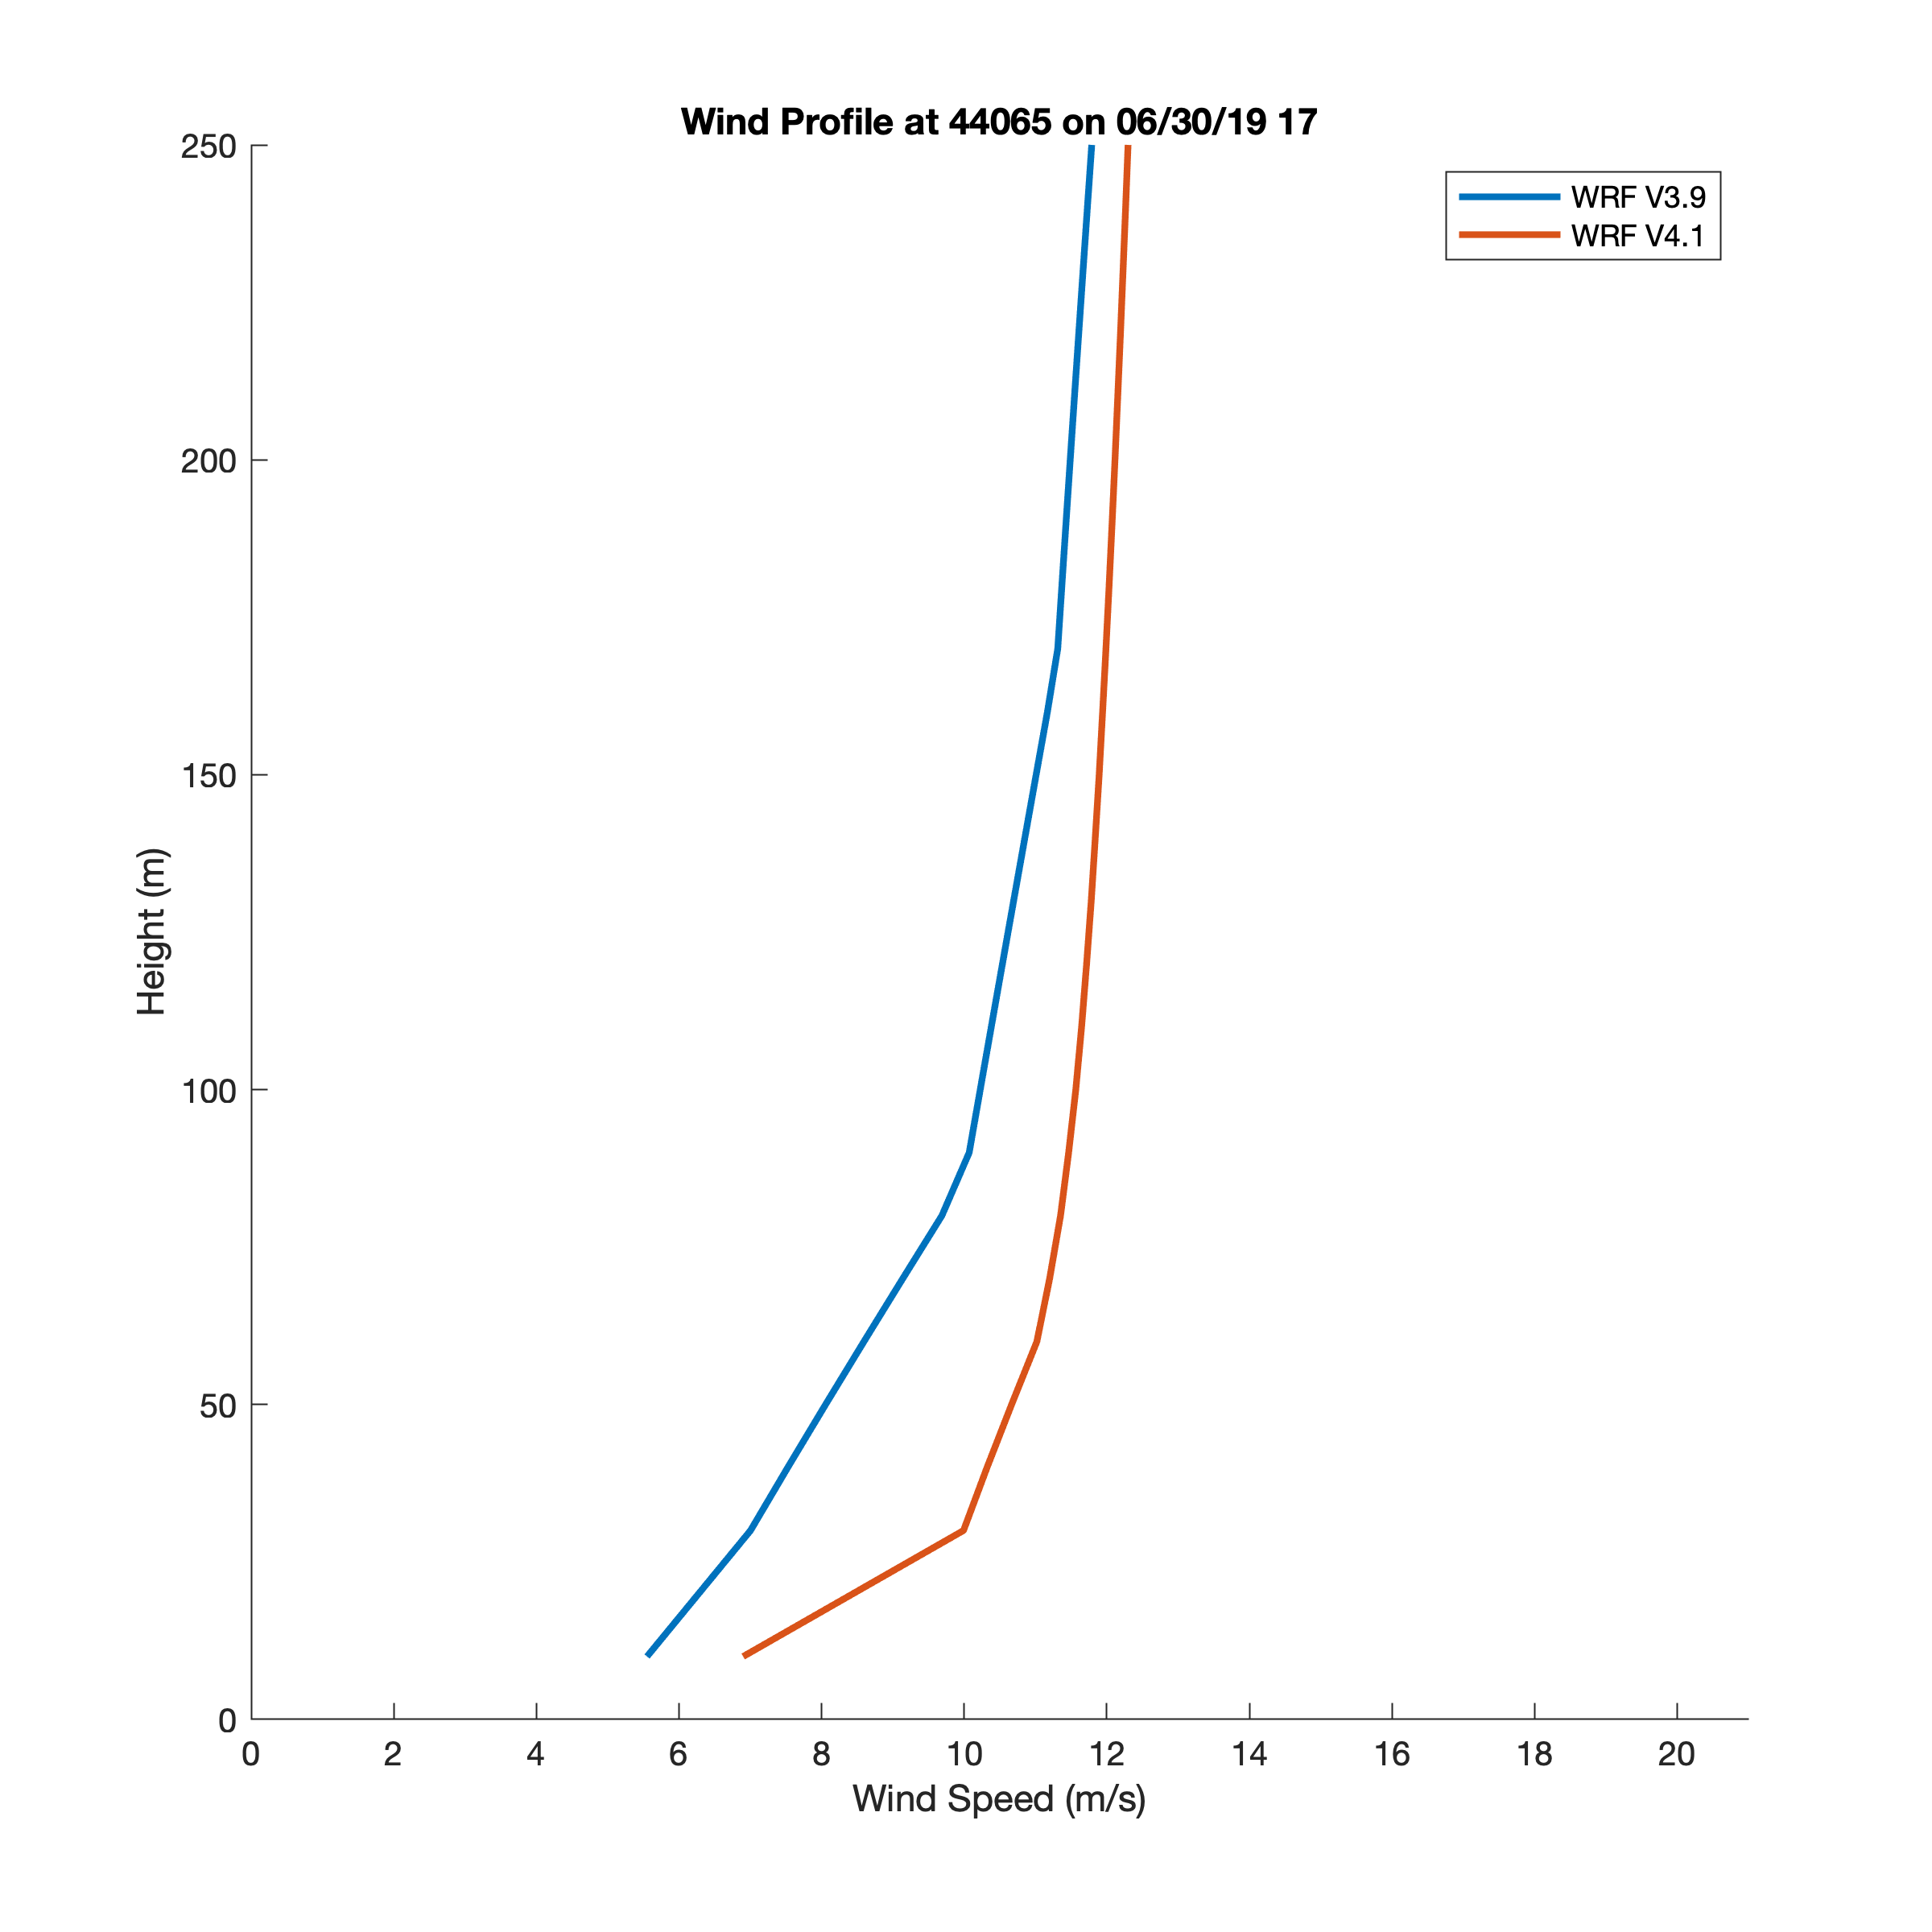 Wind Profile at 44065 on 06/30/19 17
WRF V3.9
WRF V4.1
250
200
150
100
50
0
Height (m)
0 2 4 6 8 10 12 14 16 18 20
Wind Speed (m/s)